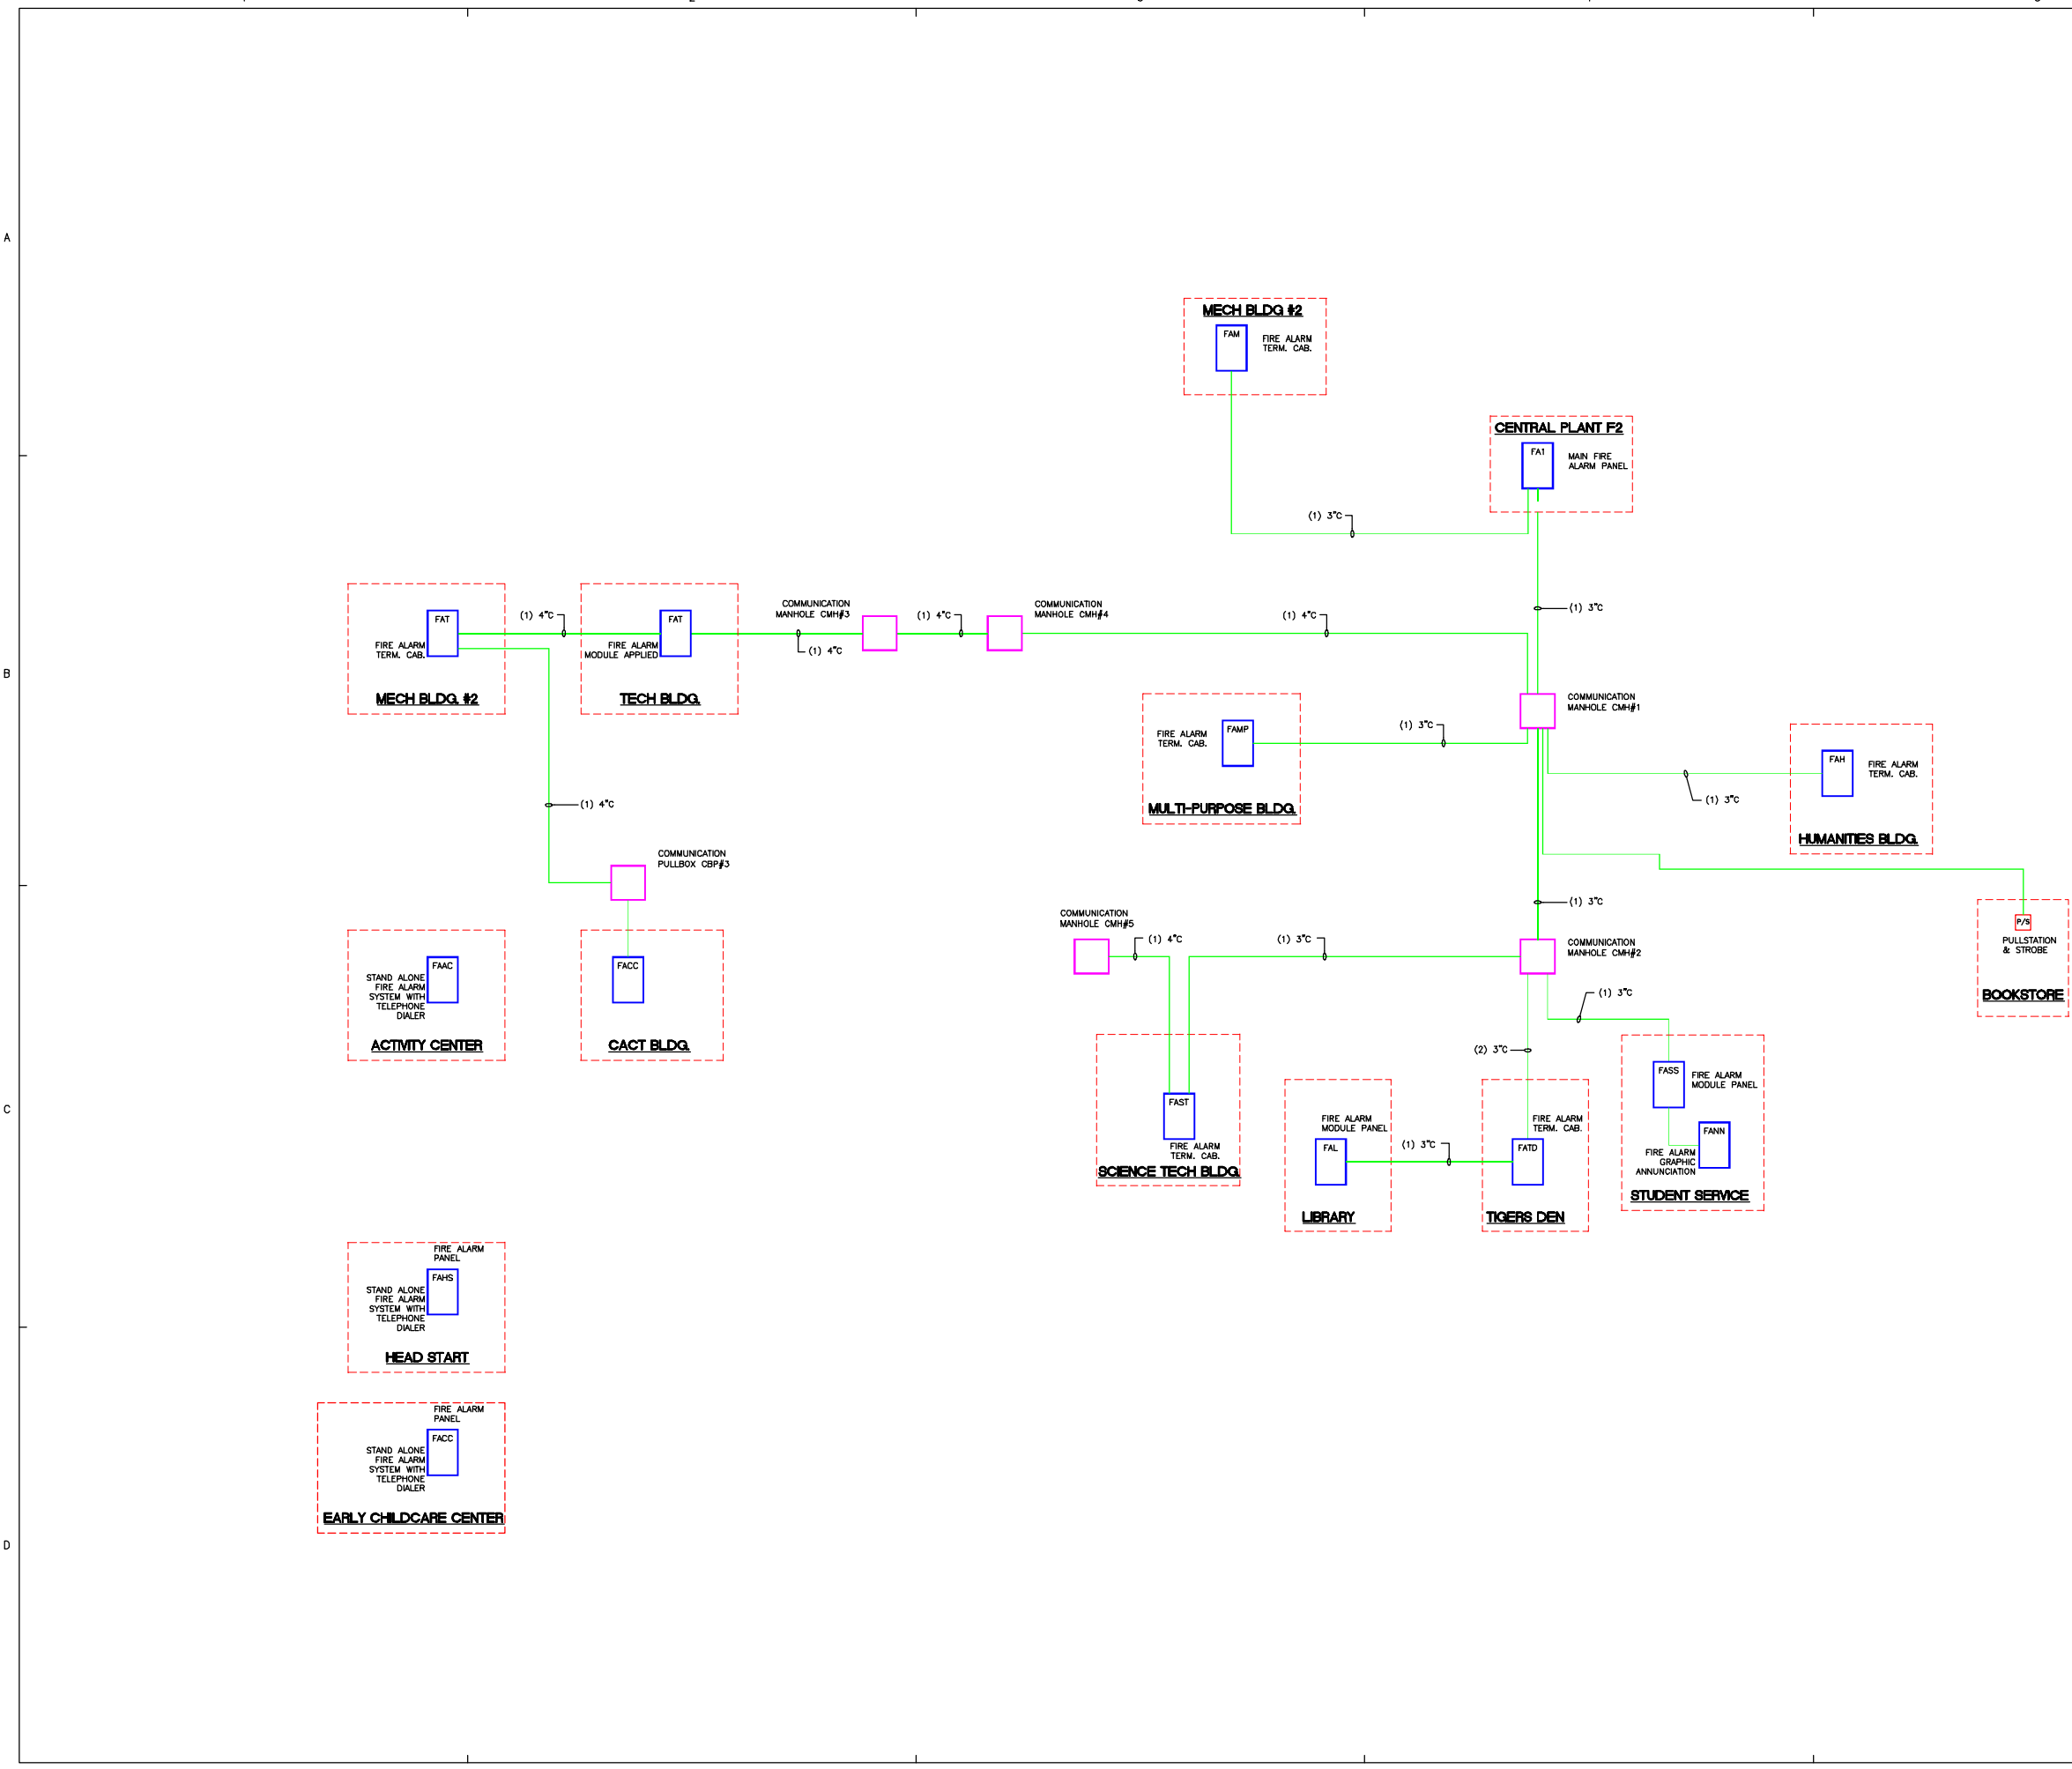 A
MECH BLDG #2
FAM
FIRE ALARM
TERM. CAB.
CENTRAL PLANT F2
FA1
MAIN FIRE
ALARM PANEL
(1) 3"C
(1) 3"C
FAT
FIRE ALARM
TERM. CAB.
MECH BLDG. #2
(1) 4"C
FAT
FIRE ALARM
MODULE APPLIED
TECH BLDG.
COMMUNICATION
MANHOLE CMH#3
(1) 4"C
(1) 4"C
COMMUNICATION
MANHOLE CMH#4
(1) 4"C
B
COMMUNICATION
MANHOLE CMH#1
FIRE ALARM
TERM. CAB.
FAMP
MULTI-PURPOSE BLDG.
(1) 3"C
FAH
FIRE ALARM
TERM. CAB.
HUMANITIES BLDG.
(1) 3"C
(1) 4"C
COMMUNICATION
PULLBOX CBP#3
(1) 3"C
COMMUNICATION
MANHOLE CMH#5
(1) 4"C
(1) 3"C
COMMUNICATION
MANHOLE CMH#2
P/S
PULLSTATION
& STROBE
BOOKSTORE
FAAC
STAND ALONE
FIRE ALARM
SYSTEM WITH
TELEPHONE
DIALER
ACTIVITY CENTER
FACC
CACT BLDG.
(1) 3"C
(2) 3"C
C
FAST
FIRE ALARM
TERM. CAB.
SCIENCE TECH BLDG.
FIRE ALARM
MODULE PANEL
FAL
LIBRARY
(1) 3"C
FIRE ALARM
TERM. CAB.
FATD
TIGERS DEN
FASS
FIRE ALARM
MODULE PANEL
FANN
FIRE ALARM
GRAPHIC
ANNUNCIATION
STUDENT SERVICE
FIRE ALARM
PANEL
FAHS
STAND ALONE
FIRE ALARM
SYSTEM WITH
TELEPHONE
DIALER
HEAD START
FIRE ALARM
PANEL
FACC
STAND ALONE
FIRE ALARM
SYSTEM WITH
TELEPHONE
DIALER
EARLY CHILDCARE CENTER
D